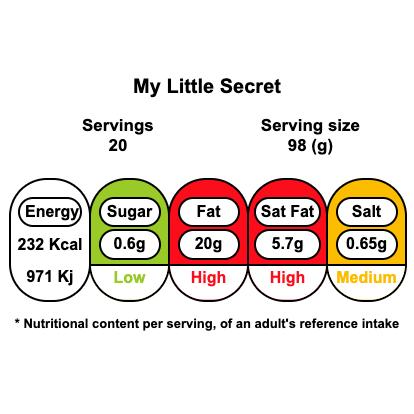 My Little Secret
Servings
20
Serving size
98 (g)
Energy Sugar Fat Sat Fat Salt
232 Kcal 0.6g 20g 5.7g 0.65g
971 Kj Low High High Medium
* Nutritional content per serving, of an adult's reference intake